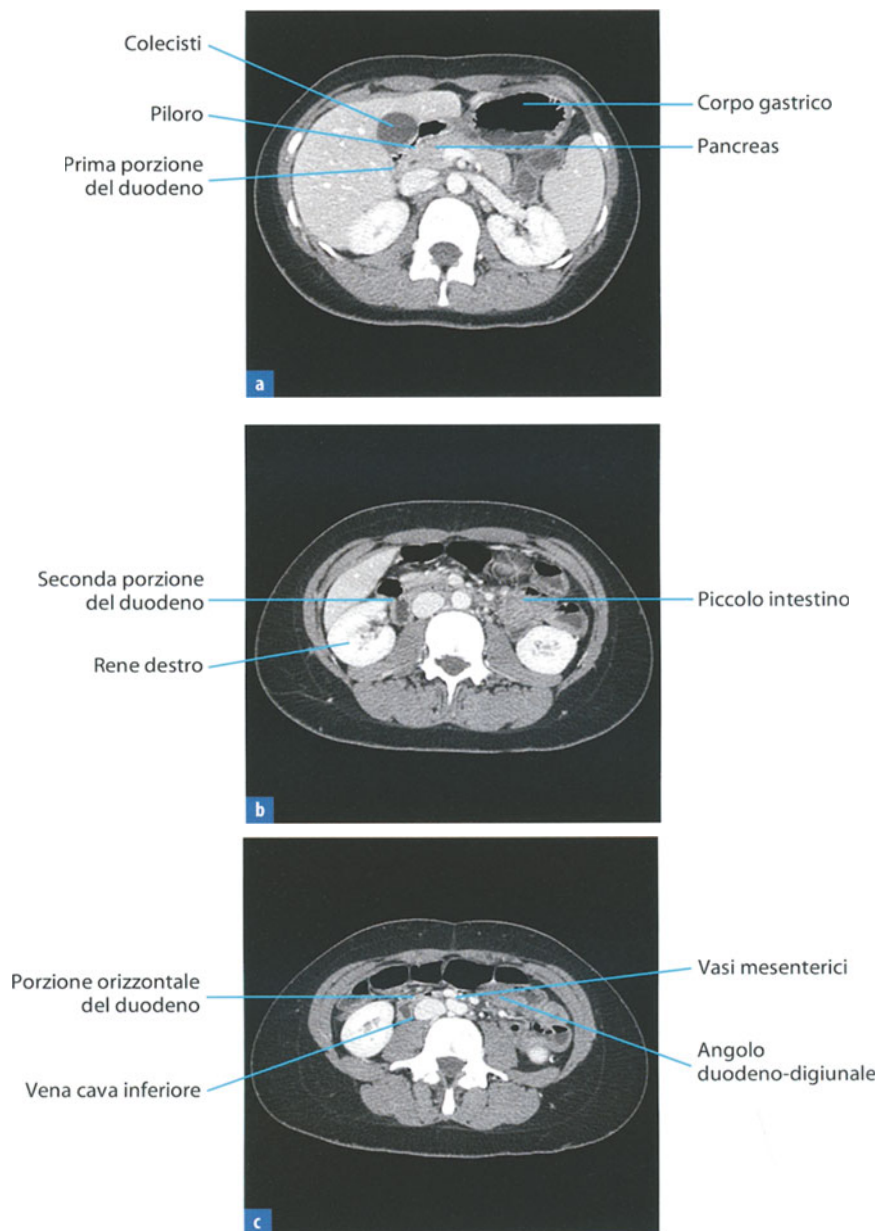 Colecisti
Piloro
Prima porzione
del duodeno
Corpo gastrico
Pancreas
a
Seconda porzione
del duodeno
Rene destro
Piccolo intestino
b
Porzione orizzontale
del duodeno
Vena cava inferiore
Vasi mesenterici
Angolo
duodeno-digiunale
c